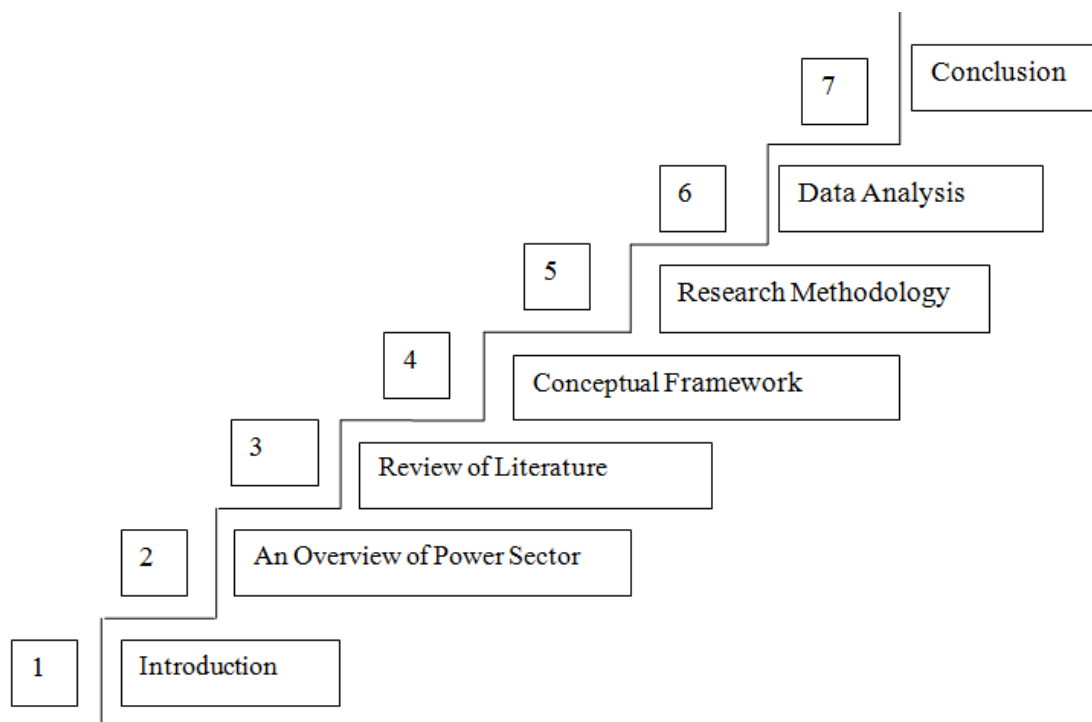 7
Conclusion
6
Data Analysis
5
Research Methodology
4
Conceptual Framework
3
Review of Literature
2
An Overview of Power Sector
1
Introduction